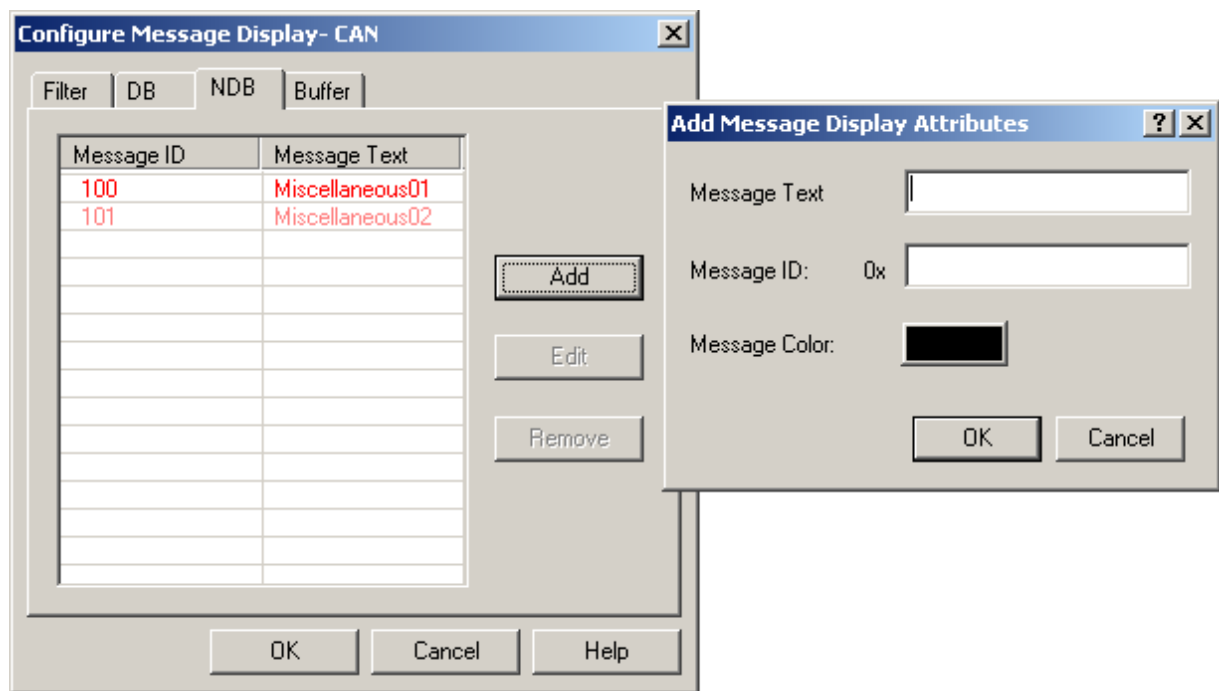 Configure Message Display- CAN
Filter DB NDB Buffer
Message ID Message Text
100 Miscellaneous01
101 Miscellaneous02
Add
Edit
Remove
OK Cancel Help
Add Message Display Attributes ?
Message Text
Message ID: 0x
Message Color:
OK Cancel